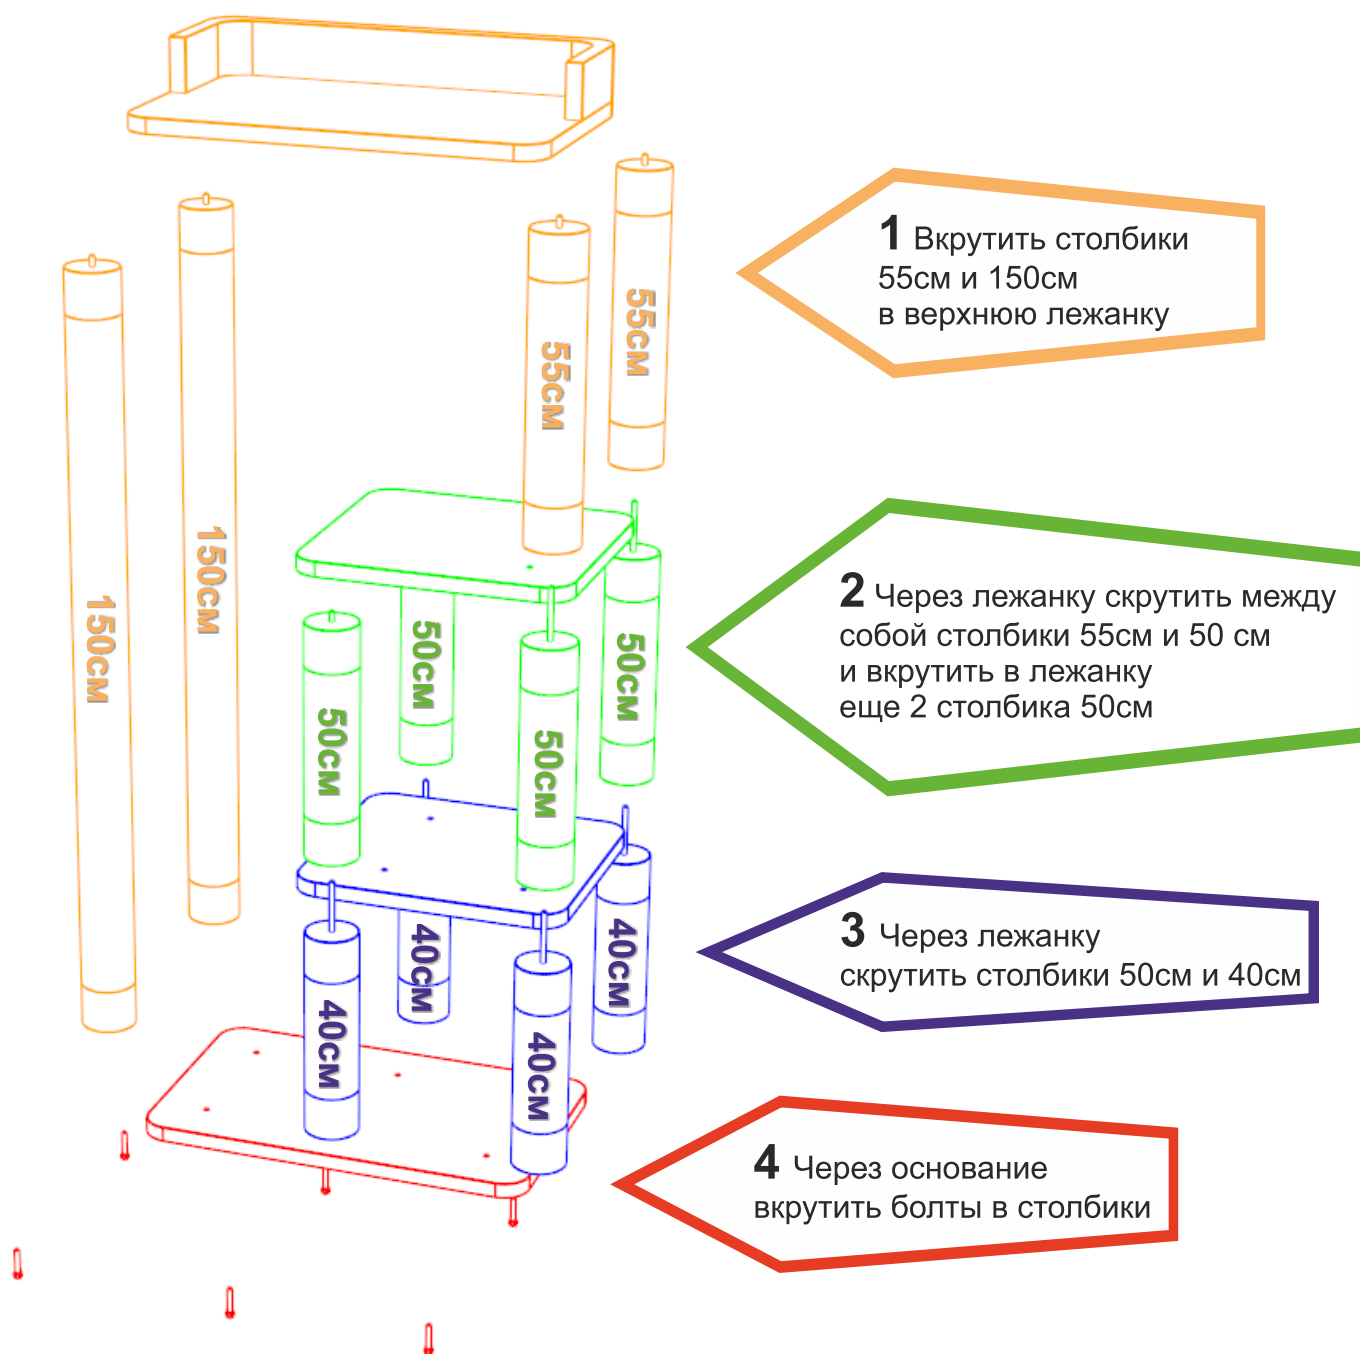 1 Вкрутить столбики
55см и 150см
в верхнюю лежанку
55см
55см
150см
150см
2 Через лежанку скрутить между
собой столбики 55см и 50 см
и вкрутить в лежанку
еще 2 столбика 50см
50см
50см
50см
50см
3 Через лежанку
скрутить столбики 50см и 40см
40см
40см
40см
40см
4 Через основание
вкрутить болты в столбики